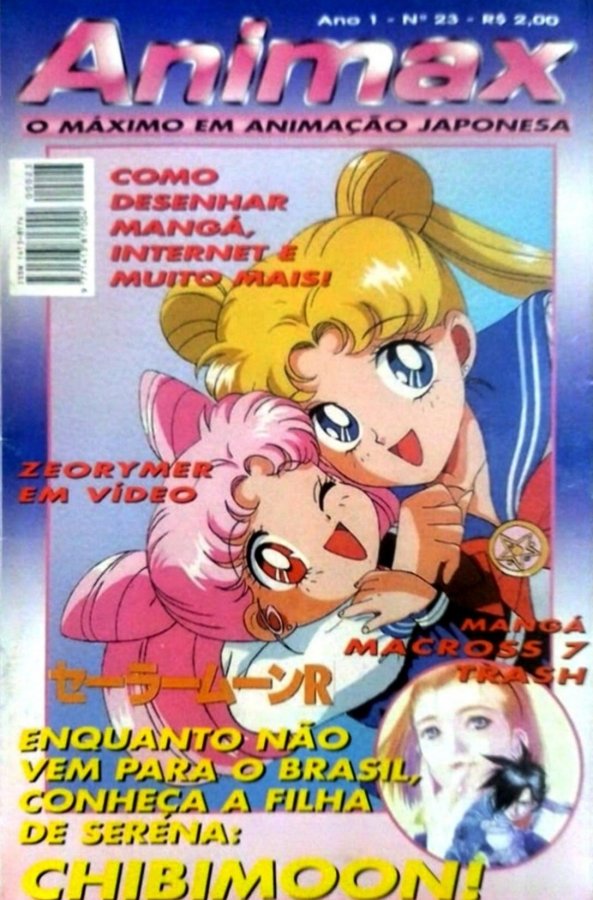 Ano 1 - Nº 23 - R$ 2,00
Animax
O MÁXIMO EM ANIMAÇÃO JAPONESA
COMO
DESENHAR
MANGÁ,
INTERNET E
MUITO MAIS!
ZEORYMER
EM VÍDEO
MANGÁ
MACROSS 7
TRASH
セーラームーンR
ENQUANTO NÃO
VEM PARA O BRASIL,
CONHEÇA A FILHA
DE SERENA:
CHIBIMOON!